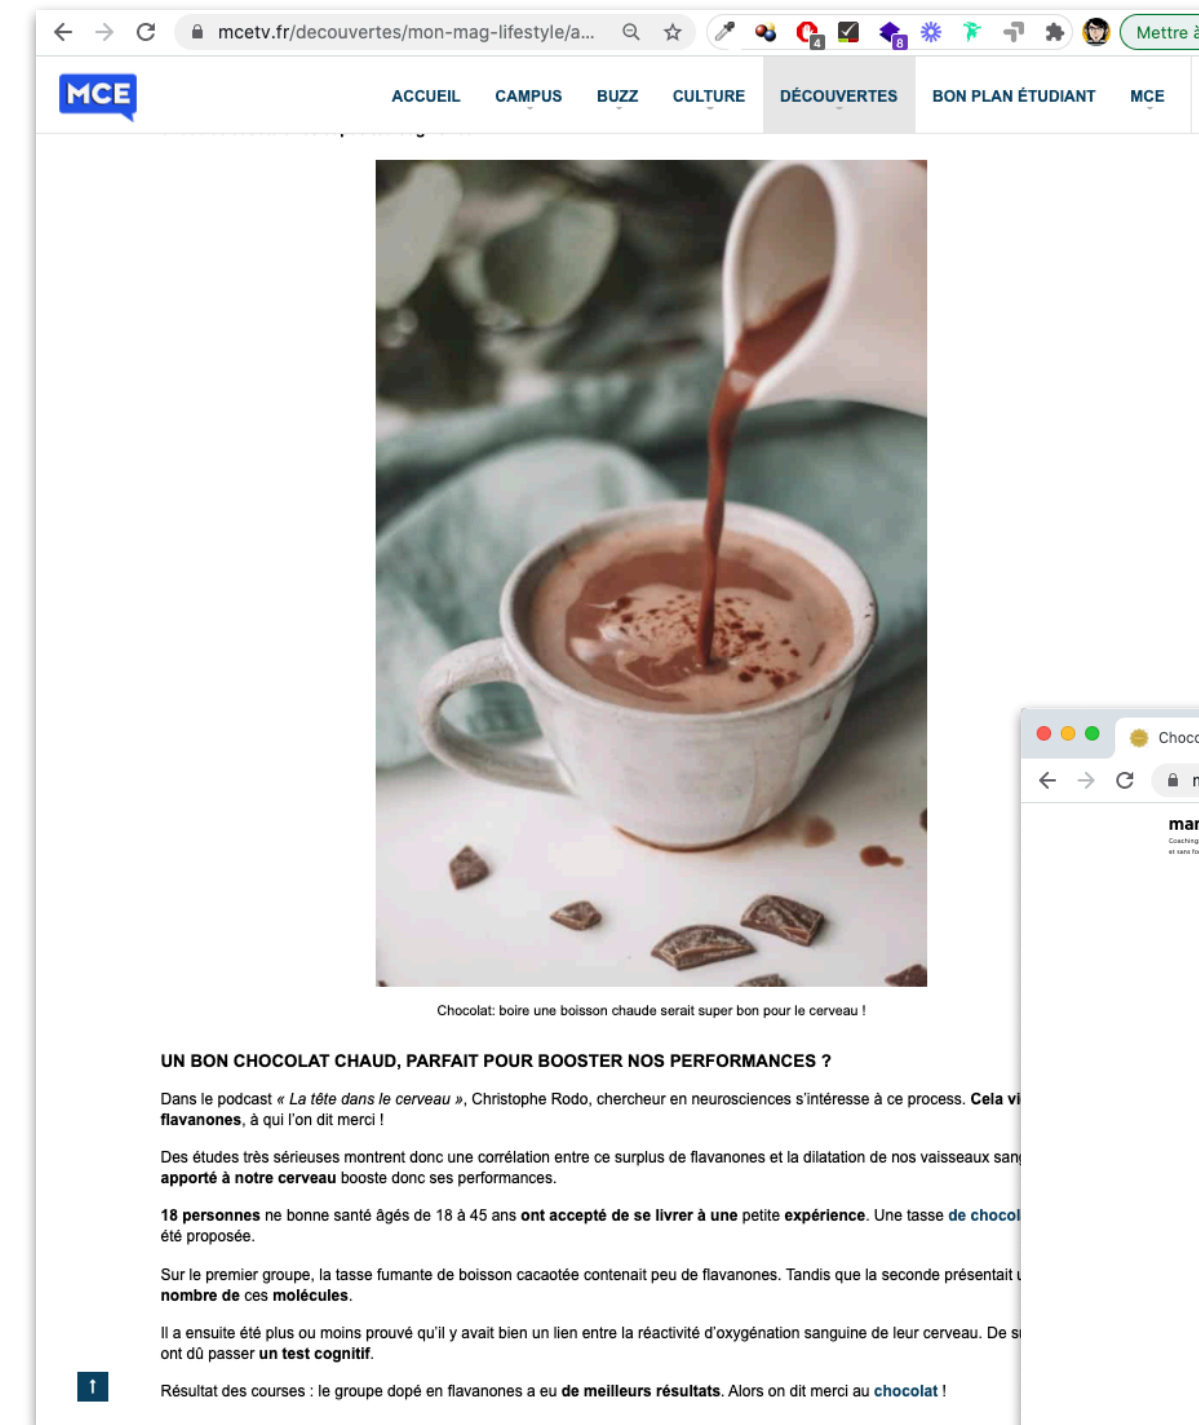 mcetv.fr/decouvertes/mon-mag-lifestyle/a...
4
8
Mettre à
MCE
ACCUEIL CAMPUS BUZZ CULTURE DÉCOUVERTES BON PLAN ÉTUDIANT MCE
Chocolat: boire une boisson chaude serait super bon pour le cerveau !
UN BON CHOCOLAT CHAUD, PARFAIT POUR BOOSTER NOS PERFORMANCES ?
Dans le podcast « La tête dans le cerveau », Christophe Rodo, chercheur en neurosciences s'intéresse à ce process. Cela vi
flavanones, à qui l'on dit merci !
Des études très sérieuses montrent donc une corrélation entre ce surplus de flavanones et la dilatation de nos vaisseaux sang
apporté à notre cerveau booste donc ses performances.
18 personnes ne bonne santé âgés de 18 à 45 ans ont accepté de se livrer à une petite expérience. Une tasse de chocol
été proposée.
Sur le premier groupe, la tasse fumante de boisson cacaotée contenait peu de flavanones. Tandis que la seconde présentait u
nombre de ces molécules.
Il a ensuite été plus ou moins prouvé qu'il y avait bien un lien entre la réactivité d'oxygénation sanguine de leur cerveau. De su
ont dû passer un test cognitif.
Résultat des courses : le groupe dopé en flavanones a eu de meilleurs résultats. Alors on dit merci au chocolat !
Choco
mar
Coaching
et sans fo